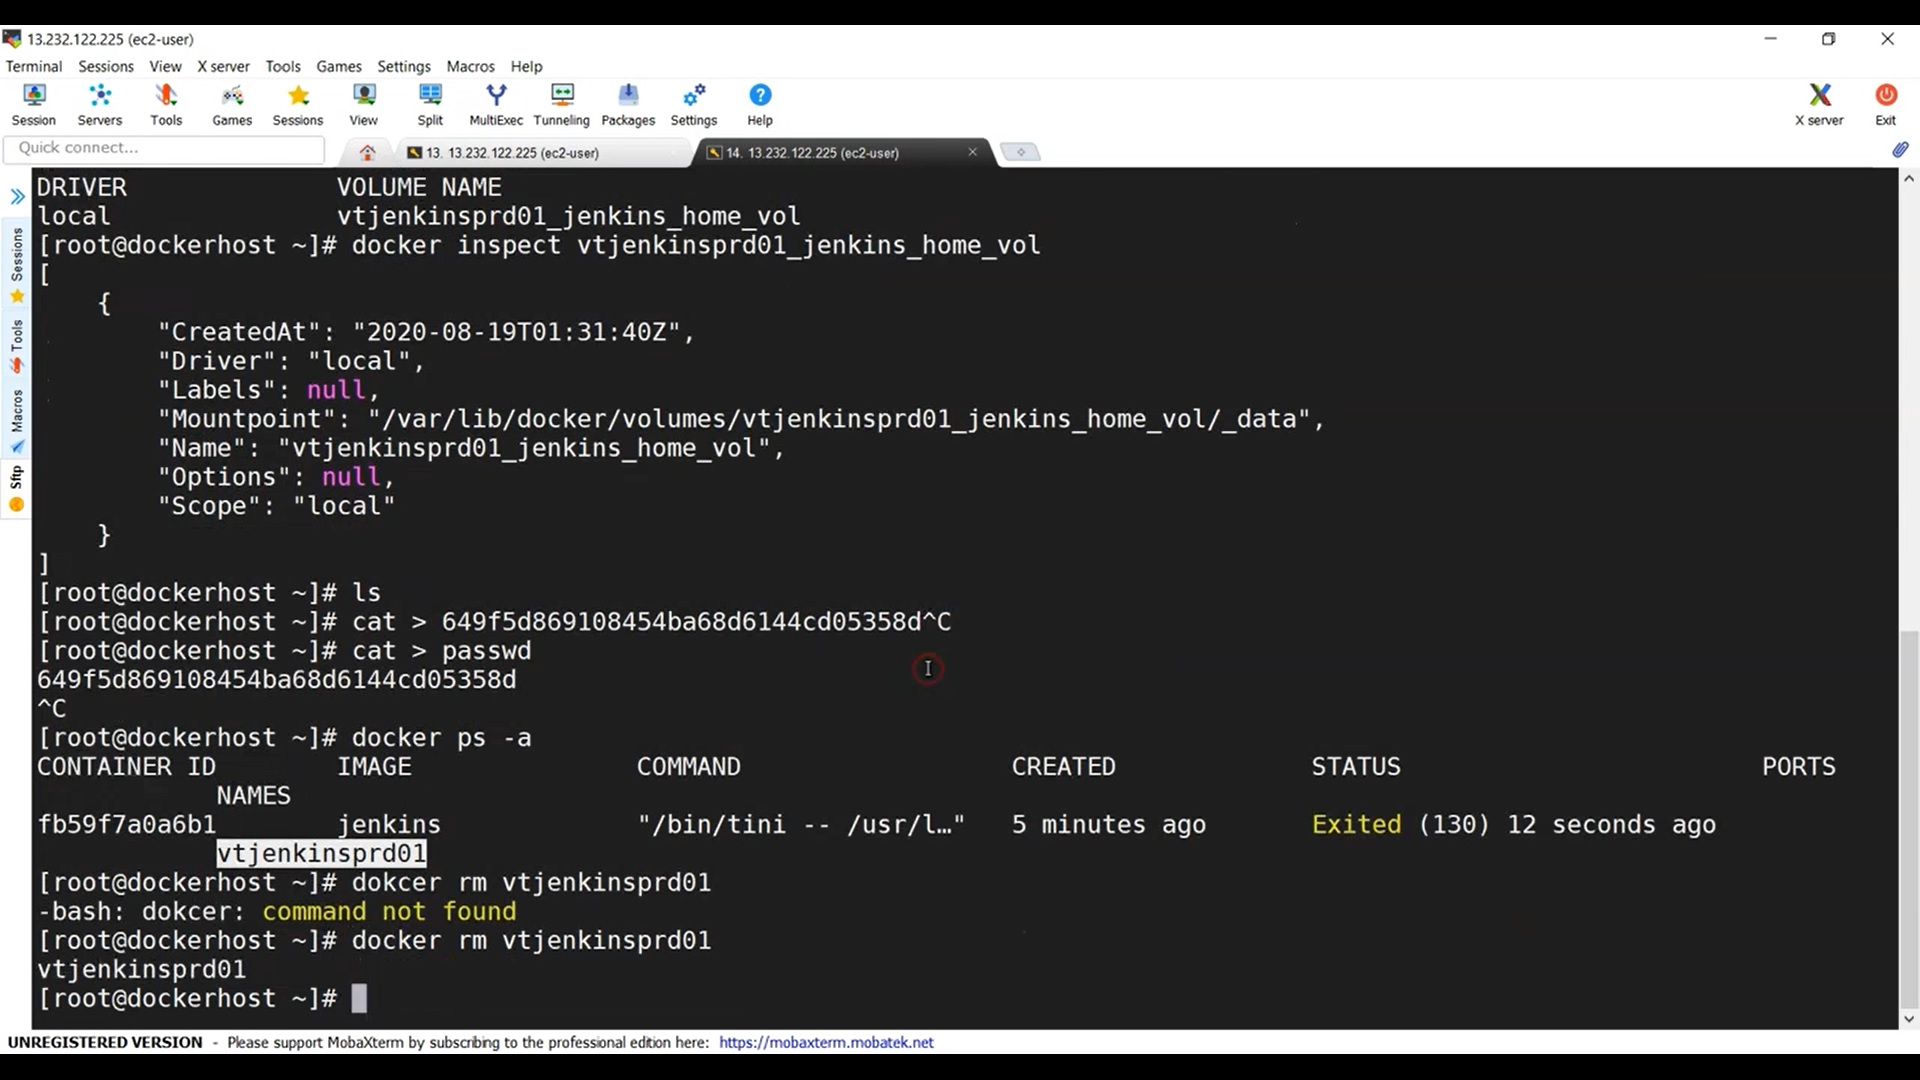 13.232.122.225 (ec2-user)
Terminal Sessions View X server Tools Games Settings Macros Help
Session Servers Tools Games Sessions View Split MultiExec Tunneling Packages Settings Help X server Exit
Quick connect... 13. 13.232.122.225 (ec2-user) 14. 13.232.122.225 (ec2-user)
Sessions
Tools
Macros
Sftp
DRIVER VOLUME NAME
local vtjenkinsprd01_jenkins_home_vol
[root@dockerhost ~]# docker inspect vtjenkinsprd01_jenkins_home_vol
[
{
"CreatedAt": "2020-08-19T01:31:40Z",
"Driver": "local",
"Labels": null,
"Mountpoint": "/var/lib/docker/volumes/vtjenkinsprd01_jenkins_home_vol/_data",
"Name": "vtjenkinsprd01_jenkins_home_vol",
"Options": null,
"Scope": "local"
}
]
[root@dockerhost ~]# ls
[root@dockerhost ~]# cat > 649f5d869108454ba68d6144cd05358d^C
[root@dockerhost ~]# cat > passwd
649f5d869108454ba68d6144cd05358d
^C
[root@dockerhost ~]# docker ps -a
CONTAINER ID IMAGE COMMAND CREATED STATUS PORTS
NAMES
fb59f7a0a6b1 jenkins "/bin/tini -- /usr/l…" 5 minutes ago Exited (130) 12 seconds ago
vtjenkinsprd01
[root@dockerhost ~]# dokcer rm vtjenkinsprd01
-bash: dokcer: command not found
[root@dockerhost ~]# docker rm vtjenkinsprd01
vtjenkinsprd01
[root@dockerhost ~]#
UNREGISTERED VERSION - Please support MobaXterm by subscribing to the professional edition here: https://mobaxterm.mobatek.net